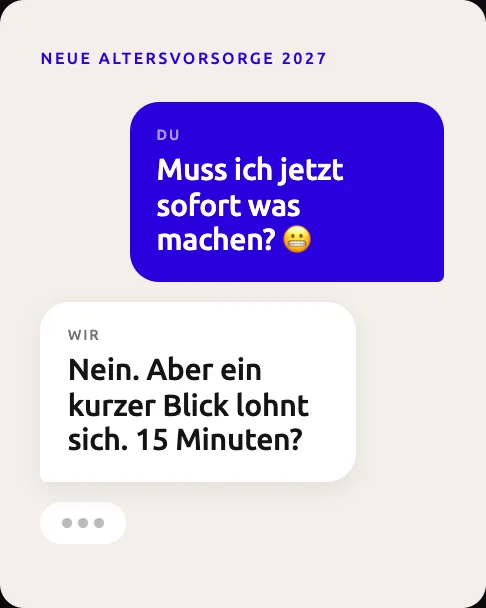 NEUE ALTERSVORSORGE 2027
DU
Muss ich jetzt
sofort was
machen? 😬
WIR
Nein. Aber ein
kurzer Blick lohnt
sich. 15 Minuten?